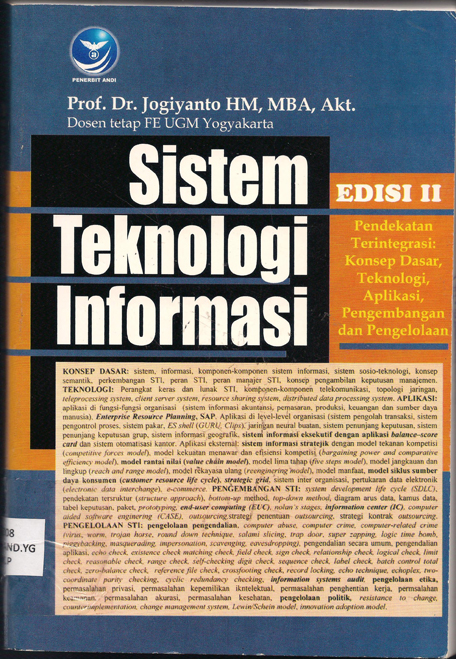 PENERBIT ANDI
Prof. Dr. Jogiyanto HM, MBA, Akt.
Dosen tetap FE UGM Yogyakarta
Sistem
Teknologi
Informasi
EDISI II
Pendekatan
Terintegrasi:
Konsep Dasar,
Teknologi,
Aplikasi,
Pengembangan
dan Pengelolaan
KONSEP DASAR: sistem, informasi, komponen-komponen sistem informasi, sistem sosio-teknologi, konsep
semantik, perkembangan STI, peran STI, peran manajer STI, konsep pengambilan keputusan manajemen.
TEKNOLOGI: Perangkat keras dan lunak STI, komponen-komponen telekomunikasi, topologi jaringan,
teleprocessing system, client server system, resource sharing system, distributed data processing system. APLIKASI:
aplikasi di fungsi-fungsi organisasi (sistem informasi akuntansi, pemasaran, produksi, keuangan dan sumber daya
manusia). Enterprise Resource Planning, SAP. Aplikasi di level-level organisasi (sistem pengolah transaksi, sistem
pengontrol proses, sistem pakar, ES shell (GURU, Clips), jaringan neural buatan, sistem penunjang keputusan, sistem
penunjang keputusan grup, sistem informasi geografik, sistem informasi eksekutif dengan aplikasi balance-score
card dan sistem otomatisasi kantor. Aplikasi eksternal: sistem informasi strategik dengan model tekanan kompetisi
(competitive forces model), model kekuatan menawar dan efisiensi kompetisi (bargaining power and comparative
efficiency model), model rantai nilai (value chain model), model lima tahap (five steps model), model jangkauan dan
lingkup (reach and range model), model rekayasa ulang (reengineering model), model manfaat, model siklus sumber
daya konsumen (customer resource life cycle), strategic grid, sistem inter organisasi, pertukaran data elektronik
(electronic data interchange), e-commerce. PENGEMBANGAN STI: system development life cycle (SDLC),
pendekatan tersruktur (structure approach), bottom-up method, top-down method, diagram arus data, kamus data,
tabel keputusan, paket, prototyping, end-user computing (EUC), nolan's stages, information center (IC), computer
aided software engineering (CASE), outsourcing, strategi penentuan outsourcing, strategi kontrak outsourcing.
PENGELOLAAN STI: pengelolaan pengendalian, computer abuse, computer crime, computer-related crime
(virus, worm, trojan horse, round down technique, salami slicing, trap door, super zapping, logic time bomb,
weggybacking, masquerading, impersonation, scavenging, eavesdropping), pengendalian secara umum, pengendalian
aplikasi, echo check, existence check matching check, field check, sign check, relationship check, logical check, limit
check, reasonable check, range check, self-checking digit check, sequence check, label check, batch control total
check, zero-balance check, reference file check, crossfooting check, record locking, echo technique, echoplex, two-
coordinate parity checking, cyclic redundancy checking, information systems audit, pengelolaan etika,
permasalahan privasi, permasalahan kepemilikan ikntelektual, permasalahan penghentian kerja, permasalahan
keamanan, permasalahan akurasi, permasalahan kesehatan, pengelolaan politik, resistance to change,
counterimplementation, change management system, Lewin/Schein model, innovation adoption model.
08
ND.YG
P